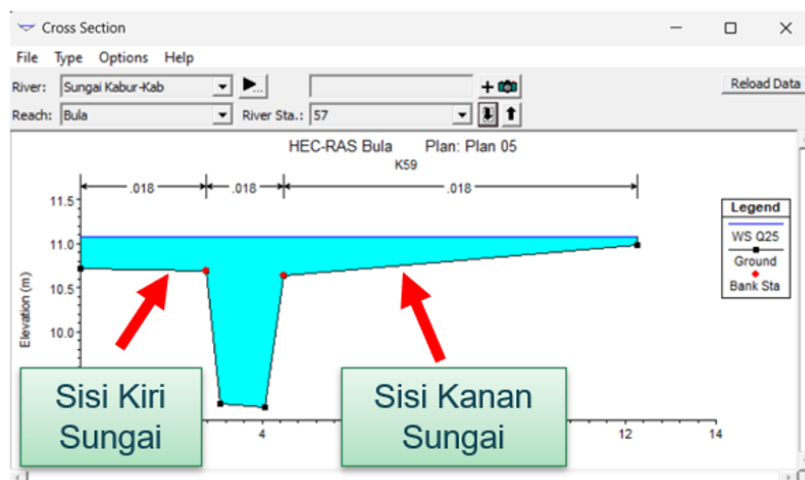 Cross Section
File Type Options Help
River: Sungai Kabur-Kab
Reload Data
Reach: Bula River Sta.: 57
HEC-RAS Bula Plan: Plan 05
K59
.018 .018 .018
11.5
11.0
10.5
10.0
Elevation (m)
Legend
WS Q25
Ground
Bank Sta
Sisi Kiri
Sungai
Sisi Kanan
Sungai
4 12 14